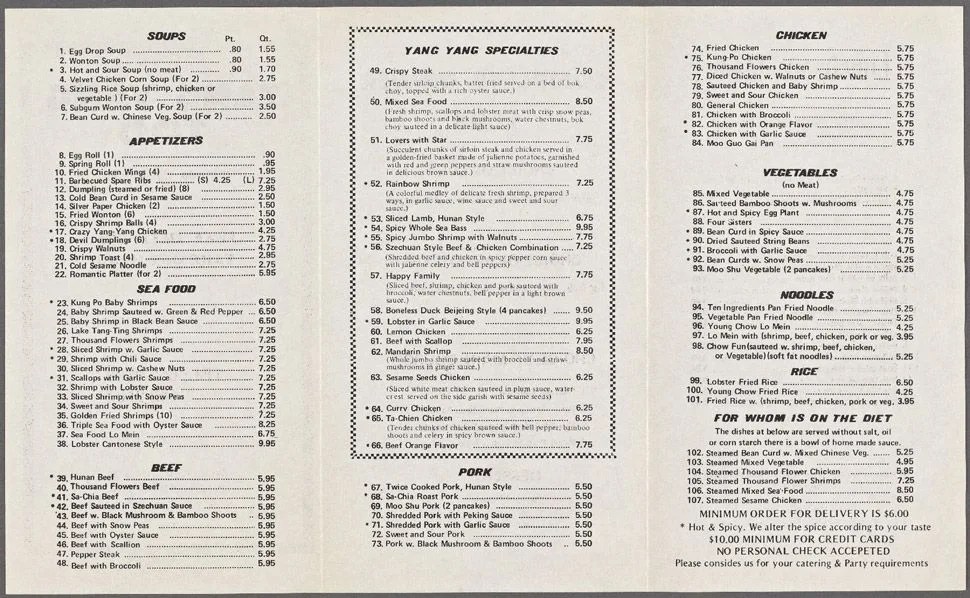 SOUPS
Pt. Qt.
1. Egg Drop Soup .80 1.55
2. Wonton Soup .80 1.55
* 3. Hot and Sour Soup (no meat) .90 1.70
4. Velvet Chicken Corn Soup (For 2) 2.75
5. Sizzling Rice Soup (shrimp, chicken or
vegetable ) (For 2) 3.00
6. Subgum Wonton Soup (For 2) 3.50
7. Bean Curd w. Chinese Veg. Soup (For 2) 2.50
APPETIZERS
8. Egg Roll (1) .90
9. Spring Roll (1) .95
10. Fried Chicken Wings (4) 1.95
11. Barbecued Spare Ribs (S) 4.25 (L) 7.25
12. Dumpling (steamed or fried) (8) 2.95
13. Cold Bean Curd in Sesame Sauce 2.50
14. Silver Paper Chicken (2) 1.50
15. Fried Wonton (6) 1.50
16. Crispy Shrimp Balls (4) 3.00
* 17. Crazy Yang-Yang Chicken 4.25
* 18. Devil Dumplings (6) 2.75
19. Crispy Walnuts 4.75
20. Shrimp Toast (4) 2.95
21. Cold Sesame Noodle 2.75
22. Romantic Platter (for 2) 5.95
SEA FOOD
* 23. Kung Po Baby Shrimps 6.50
24. Baby Shrimp Sauteed w. Green & Red Pepper 6.50
25. Baby Shrimp in Black Bean Sauce 6.50
26. Lake Tang-Ting Shrimps 7.25
27. Thousand Flowers Shrimps 7.25
* 28. Sliced Shrimp w. Garlic Sauce 7.25
* 29. Shrimp with Chili Sauce 7.25
30. Sliced Shrimp w. Cashew Nuts 7.25
* 31. Scallops with Garlic Sauce 7.25
32. Shrimp with Lobster Sauce 7.25
33. Sliced Shrimp with Snow Peas 7.25
34. Sweet and Sour Shrimps 7.25
35. Golden Fried Shrimps (10) 7.25
36. Triple Sea Food with Oyster Sauce 8.25
37. Sea Food Lo Mein 6.75
38. Lobster Cantonese Style 9.95
BEEF
* 39. Hunan Beef 5.95
40. Thousand Flowers Beef 5.95
* 41. Sa-Chia Beef 5.95
* 42. Beef Sauteed in Szechuan Sauce 5.95
* 43. Beef w. Black Mushroom & Bamboo Shoots 5.95
44. Beef with Snow Peas 5.95
45. Beef with Oyster Sauce 5.95
46. Beef with Scallion 5.95
47. Pepper Steak 5.95
48. Beef with Broccoli 5.95
YANG YANG SPECIALTIES
49. Crispy Steak 7.50
(Tender sirloin chunks, batter fried served on a bed of bok
choy, topped with a rich oyster sauce.)
50. Mixed Sea Food 8.50
(Fresh shrimp, scallops and lobster meat with crisp snow peas,
bamboo shoots and black mushrooms, water chestnuts, bok
choy sauteed in a delicate light sauce)
51. Lovers with Star 7.75
(Succulent chunks of sirloin steak and chicken served in
a golden-fried basket made of julienne potatoes, garnished
with red and green peppers and straw mushrooms sauteed
in delicious brown sauce.)
* 52. Rainbow Shrimp 7.25
(A colorful medley of delicate fresh shrimp, prepared 3
ways, in garlic sauce, wine sauce and sweet and sour
sauce.)
* 53. Sliced Lamb, Hunan Style 6.75
* 54. Spicy Whole Sea Bass 9.95
* 55. Spicy Jumbo Shrimp with Walnuts 7.75
* 56. Szechuan Style Beef & Chicken Combination 7.25
(Shredded beef and chicken in spicy pepper corn sauce
with julienne celery and bell peppers)
57. Happy Family 7.75
(Sliced beef, shrimp, chicken and pork sauteed with
broccoli, water chestnuts, bell pepper in a light brown
sauce.)
58. Boneless Duck Beijeing Style (4 pancakes) 9.50
* 59. Lobster in Garlic Sauce 9.95
60. Lemon Chicken 6.25
61. Beef with Scallop 7.95
62. Mandarin Shrimp 8.50
(Whole jumbo shrimp sauteed with broccoli and straw-
mushrooms in ginger sauce.)
63. Sesame Seeds Chicken 6.25
(Sliced white meat chicken sauteed in plum sauce, water-
crest served on the side garish with sesame seeds)
* 64. Curry Chicken 6.25
* 65. Ta-Chien Chicken 6.25
(Tender chunks of chicken sauteed with bell pepper, bamboo
shoots and celery in spicy brown sauce.)
* 66. Beef Orange Flavor 7.75
PORK
* 67. Twice Cooked Pork, Hunan Style 5.50
* 68. Sa-Chia Roast Pork 5.50
69. Moo Shu Pork (2 pancakes) 5.50
70. Shredded Pork with Peking Sauce 5.50
* 71. Shredded Pork with Garlic Sauce 5.50
72. Sweet and Sour Pork 5.50
73. Pork w. Black Mushroom & Bamboo Shoots 5.50
CHICKEN
74. Fried Chicken 5.75
* 75. Kung-Po Chicken 5.75
76. Thousand Flowers Chicken 5.75
77. Diced Chicken w. Walnuts or Cashew Nuts 5.75
78. Sauteed Chicken and Baby Shrimp 5.75
79. Sweet and Sour Chicken 5.75
80. General Chicken 5.75
81. Chicken with Broccoli 5.75
* 82. Chicken with Orange Flavor 5.75
* 83. Chicken with Garlic Sauce 5.75
84. Moo Guo Gai Pan 5.75
VEGETABLES
(no Meat)
85. Mixed Vegetable 4.75
86. Sauteed Bamboo Shoots w. Mushrooms 4.75
* 87. Hot and Spicy Egg Plant 4.75
88. Four Sisters 4.75
* 89. Bean Curd in Spicy Sauce 4.75
* 90. Dried Sauteed String Beans 4.75
* 91. Broccoli with Garlic Sauce 4.75
* 92. Bean Curds w. Snow Peas 5.25
93. Moo Shu Vegetable (2 pancakes) 5.25
NOODLES
94. Ten Ingredients Pan Fried Noodle 5.25
95. Vegetable Pan Fried Noodle 5.25
96. Young Chow Lo Mein 4.25
97. Lo Mein with (shrimp, beef, chicken, pork or veg. 3.95
98. Chow Fun(sauteed w. shrimp, beef, chicken,
or Vegetable)(soft fat noodles) 5.25
RICE
99. Lobster Fried Rice 6.50
100. Young Chow Fried Rice 4.25
101. Fried Rice w. (shrimp, beef, chicken, pork or veg, 3.95
FOR WHOM IS ON THE DIET
The dishes at below are served without salt, oil
or corn starch there is a bowl of home made sauce.
102. Steamed Bean Curd w. Mixed Chinese Veg. 5.25
103. Steamed Mixed Vegetable 4.95
104. Steamed Thousand Flower Chicken 5.95
105. Steamed Thousand Flower Shrimps 7.25
106. Steamed Mixed Sea Food 8.50
107. Steamed Sesame Chicken 6.50
MINIMUM ORDER FOR DELIVERY IS $6.00
* Hot & Spicy. We alter the spice according to your taste
$10.00 MINIMUM FOR CREDIT CARDS
NO PERSONAL CHECK ACCEPETED
Please consides us for your catering & Party requirements